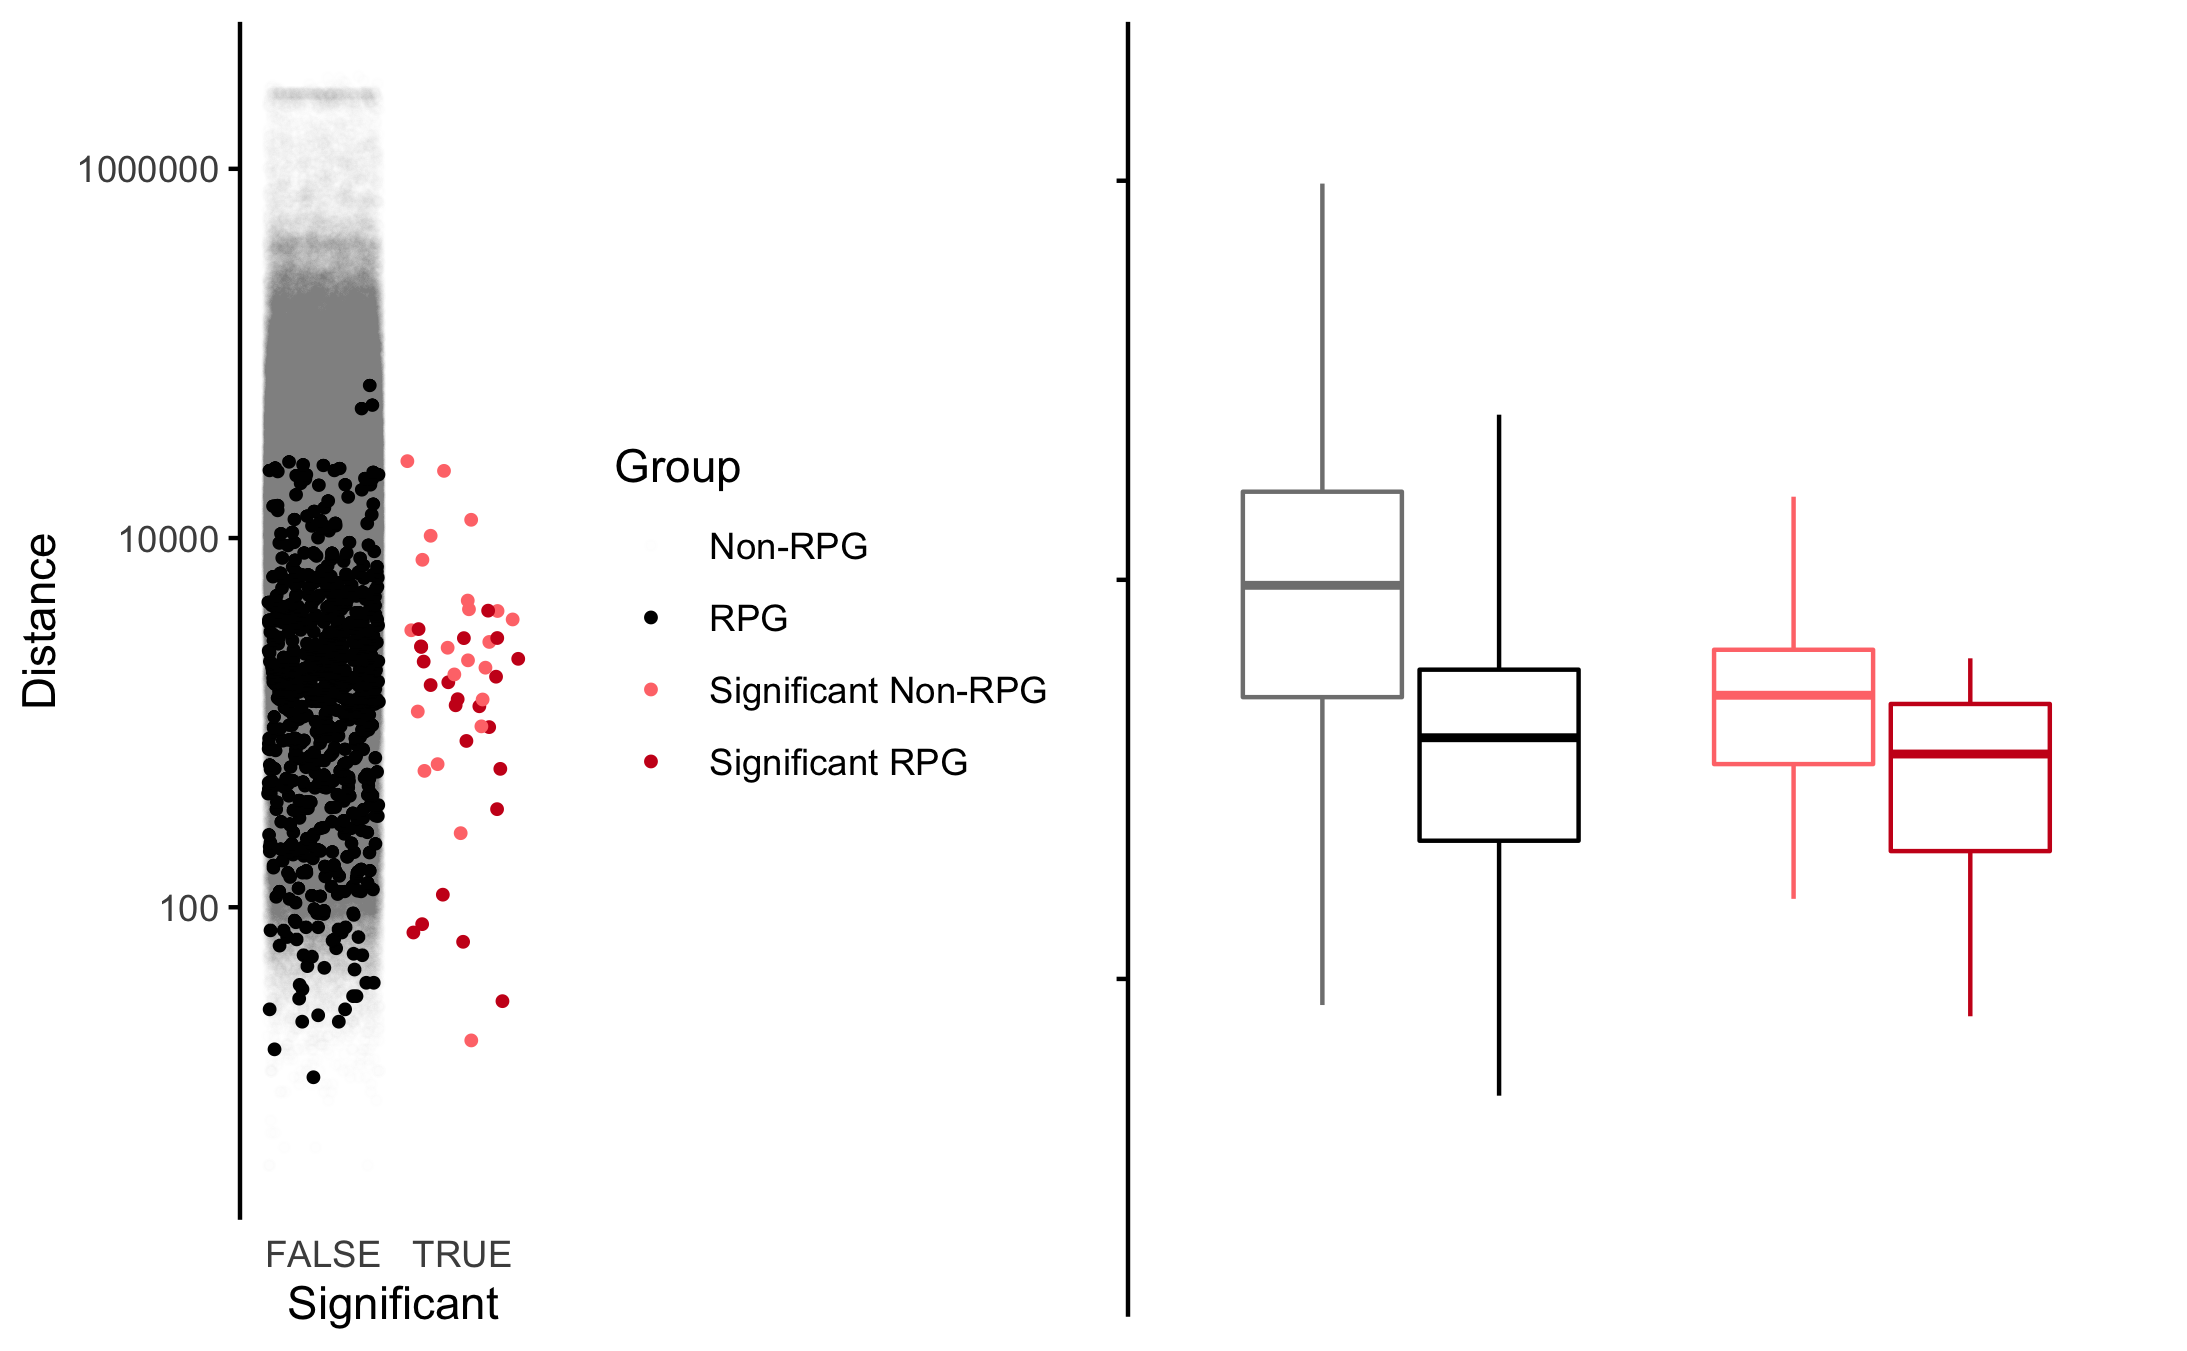 Distance
1000000
10000
100
FALSE TRUE
Significant
Group
Non-RPG
RPG
Significant Non-RPG
Significant RPG